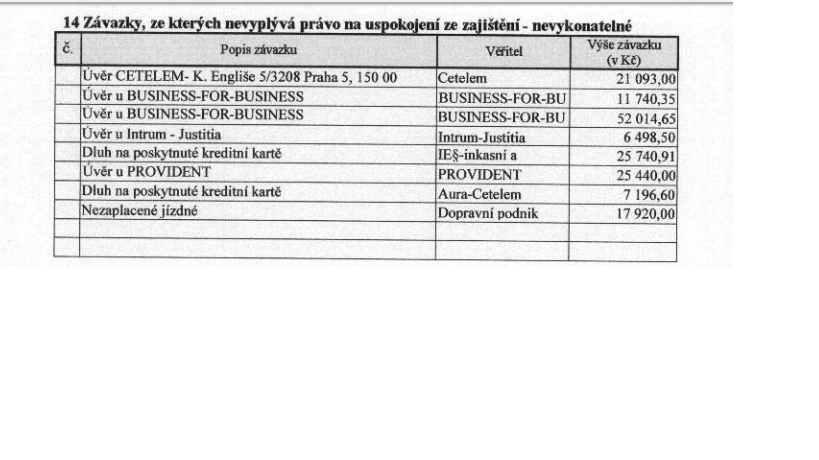 14 Závazky, ze kterých nevyplývá právo na uspokojení ze zajištění - nevykonatelné
č. Popis závazku Věřitel Výše závazku
(v Kč)
Úvěr CETELEM- K. Engliše 5/3208 Praha 5, 150 00 Cetelem 21 093,00
Úvěr u BUSINESS-FOR-BUSINESS BUSINESS-FOR-BU 11 740,35
Úvěr u BUSINESS-FOR-BUSINESS BUSINESS-FOR-BU 52 014,65
Úvěr u Intrum - Justitia Intrum-Justitia 6 498,50
Dluh na poskytnuté kreditní kartě IE§-inkasní a 25 740,91
Úvěr u PROVIDENT PROVIDENT 25 440,00
Dluh na poskytnuté kreditní kartě Aura-Cetelem 7 196,60
Nezaplacené jízdné Dopravní podnik 17 920,00